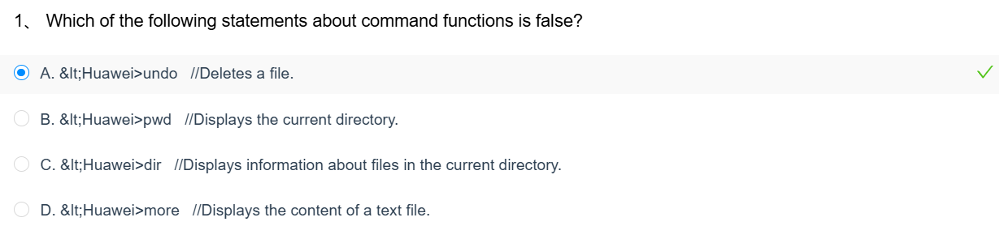 1、 Which of the following statements about command functions is false?
A. &lt;Huawei>undo //Deletes a file.
B. &lt;Huawei>pwd //Displays the current directory.
C. &lt;Huawei>dir //Displays information about files in the current directory.
D. &lt;Huawei>more //Displays the content of a text file.